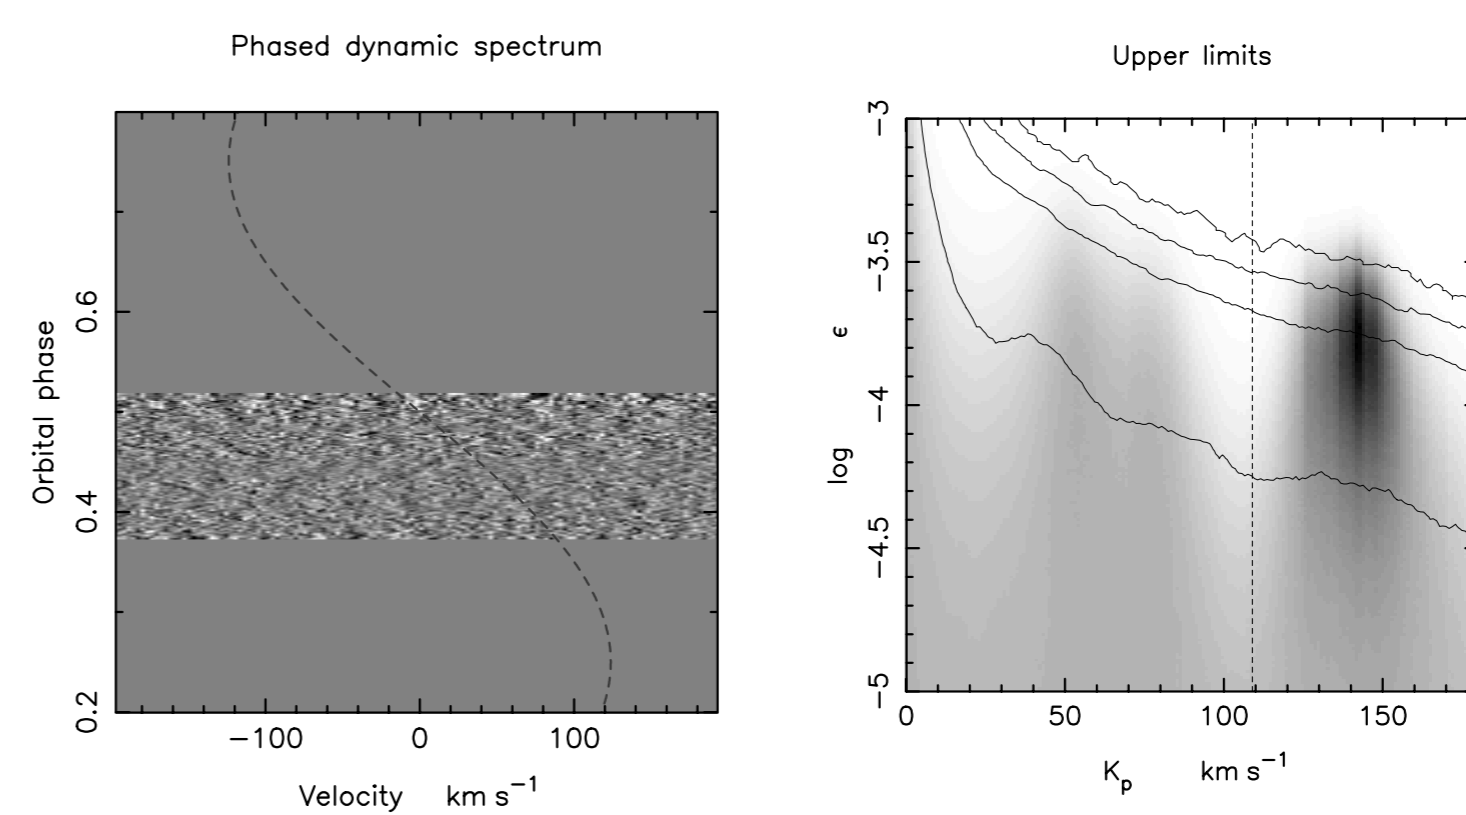 Phased dynamic spectrum
Orbital phase
0.6
0.4
0.2
−100 0 100
Velocity km s⁻¹
Upper limits
log ϵ
−3
−3.5
−4
−4.5
−5
0 50 100 150
Kₚ km s⁻¹